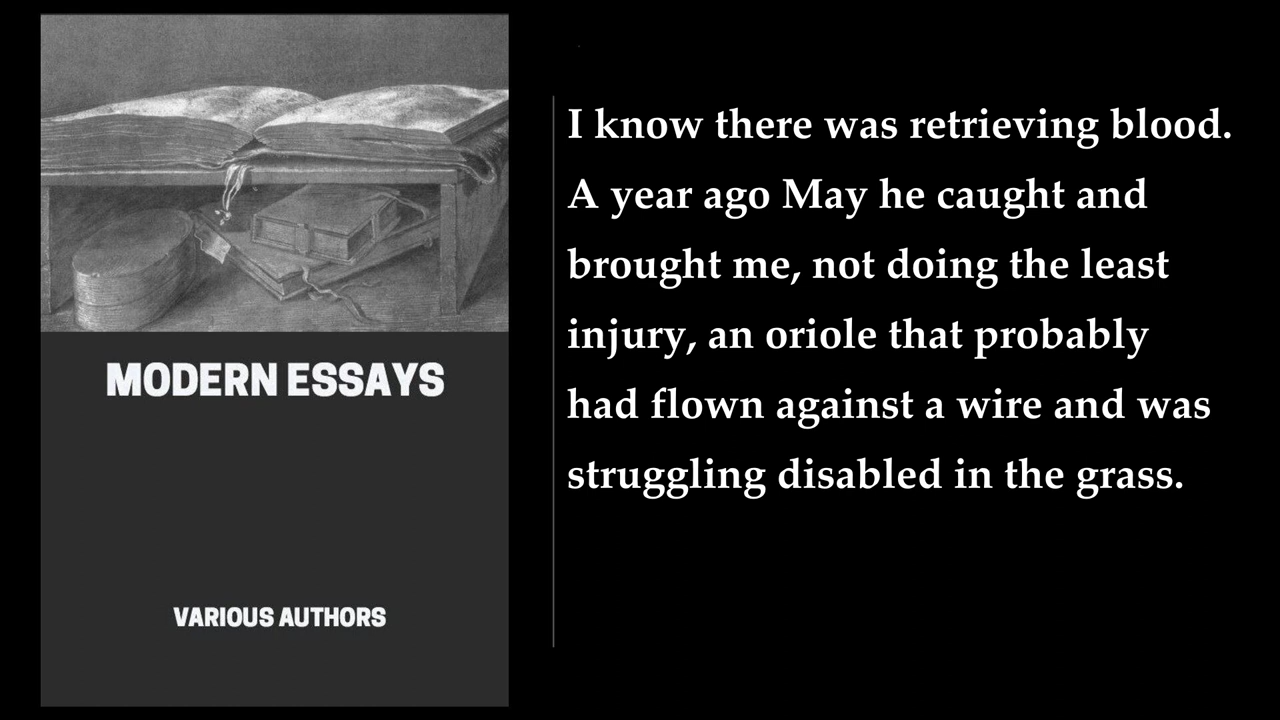 MODERN ESSAYS
VARIOUS AUTHORS
I know there was retrieving blood.
A year ago May he caught and
brought me, not doing the least
injury, an oriole that probably
had flown against a wire and was
struggling disabled in the grass.